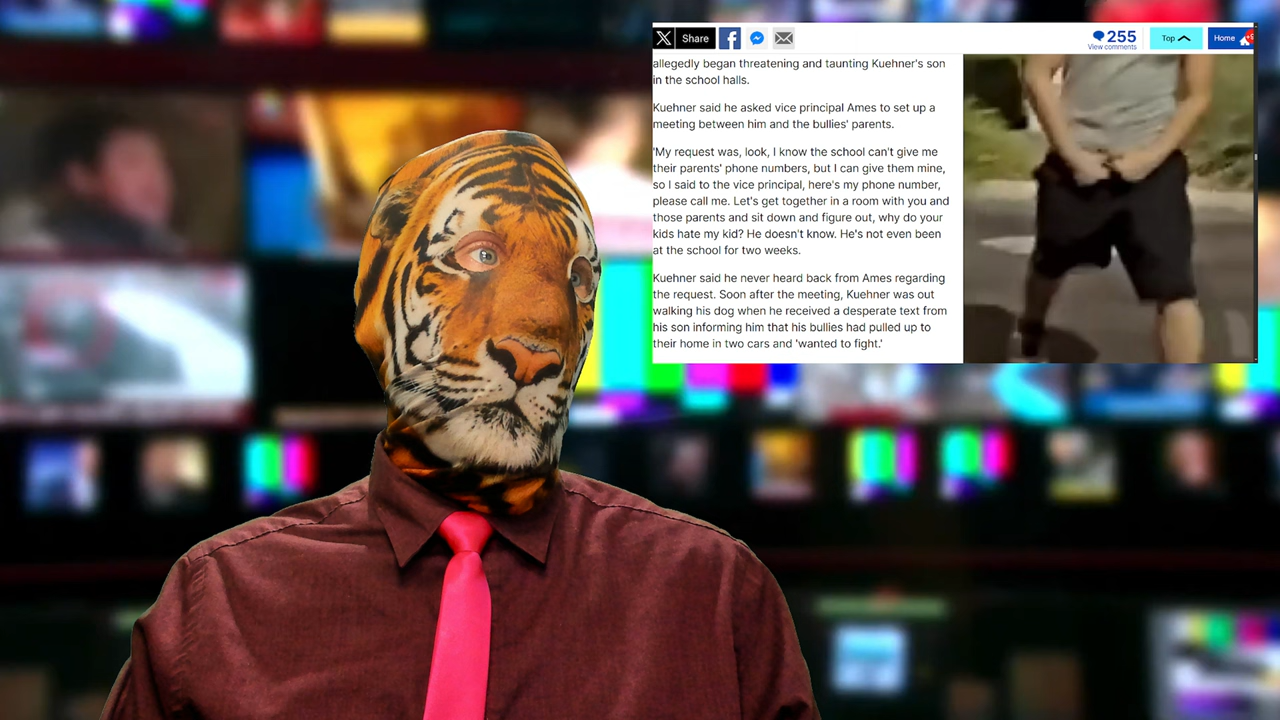 Share
255
View comments
Top
Home
allegedly began threatening and taunting Kuehner's son
in the school halls.
Kuehner said he asked vice principal Ames to set up a
meeting between him and the bullies' parents.
'My request was, look, I know the school can't give me
their parents' phone numbers, but I can give them mine,
so I said to the vice principal, here's my phone number,
please call me. Let's get together in a room with you and
those parents and sit down and figure out, why do your
kids hate my kid? He doesn't know. He's not even been
at the school for two weeks.
Kuehner said he never heard back from Ames regarding
the request. Soon after the meeting, Kuehner was out
walking his dog when he received a desperate text from
his son informing him that his bullies had pulled up to
their home in two cars and 'wanted to fight.'